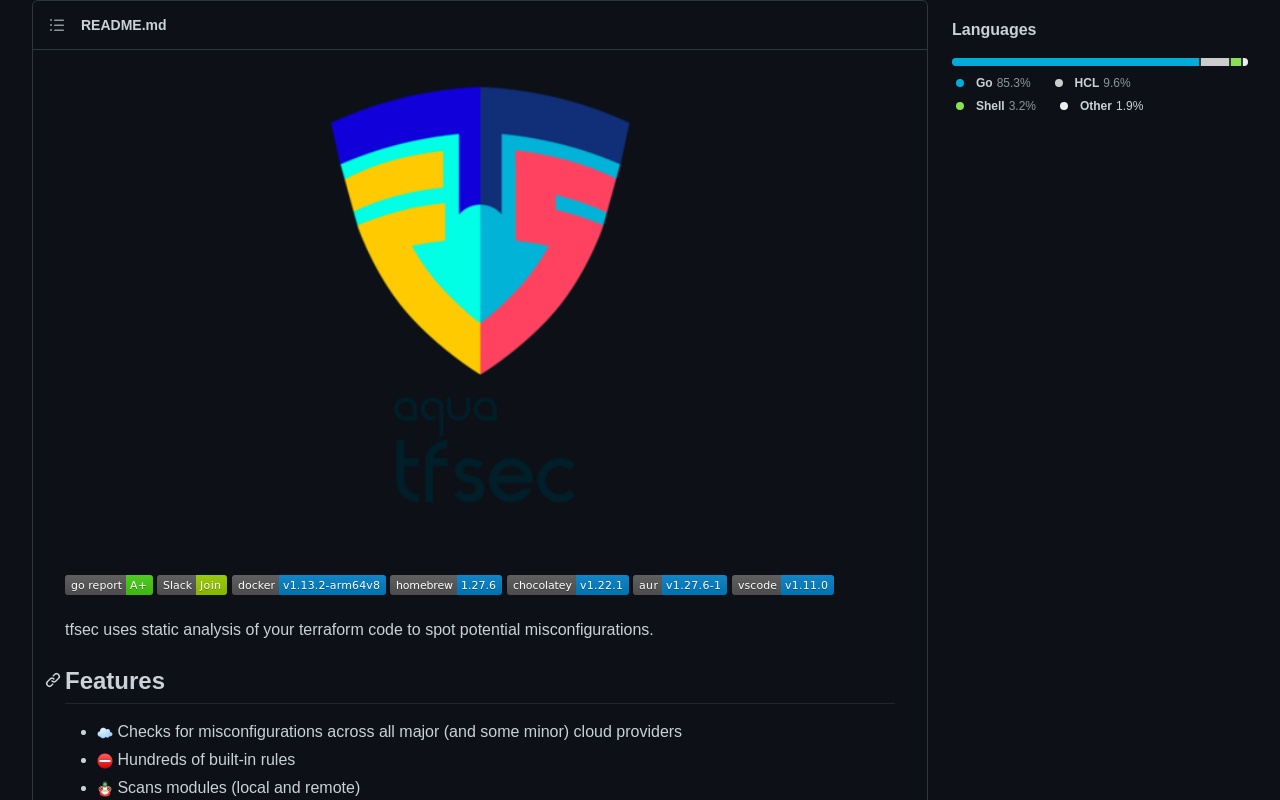 README.md
aqua
tfsec
go report A+ Slack Join docker v1.13.2-arm64v8 homebrew 1.27.6 chocolatey v1.22.1 aur v1.27.6-1 vscode v1.11.0
tfsec uses static analysis of your terraform code to spot potential misconfigurations.
Features
Checks for misconfigurations across all major (and some minor) cloud providers
Hundreds of built-in rules
Scans modules (local and remote)
Languages
Go 85.3% HCL 9.6%
Shell 3.2% Other 1.9%